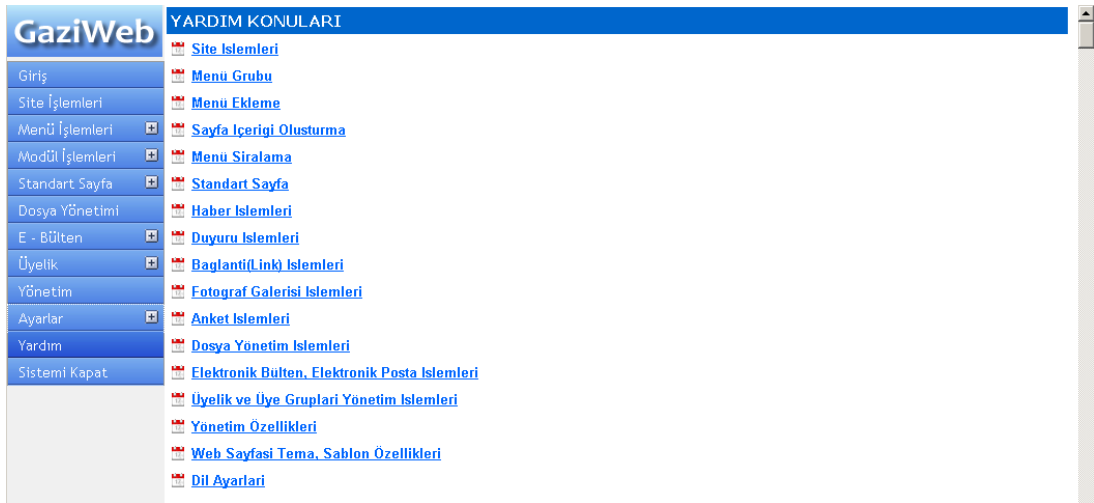 GaziWeb
Giriş
Site İşlemleri
Menü İşlemleri
Modül İşlemleri
Standart Sayfa
Dosya Yönetimi
E - Bülten
Üyelik
Yönetim
Ayarlar
Yardım
Sistemi Kapat
YARDIM KONULARI
Site Islemleri
Menü Grubu
Menü Ekleme
Sayfa Içerigi Olusturma
Menü Siralama
Standart Sayfa
Haber Islemleri
Duyuru Islemleri
Baglanti(Link) Islemleri
Fotograf Galerisi Islemleri
Anket Islemleri
Dosya Yönetim Islemleri
Elektronik Bülten, Elektronik Posta Islemleri
Üyelik ve Üye Gruplari Yönetim Islemleri
Yönetim Özellikleri
Web Sayfasi Tema, Sablon Özellikleri
Dil Ayarlari